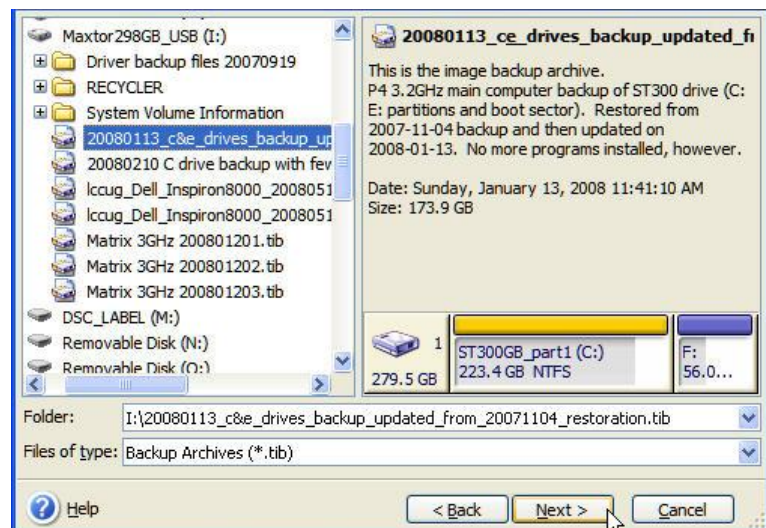 Maxtor298GB_USB (I:)
Driver backup files 20070919
RECYCLER
System Volume Information
20080113_c&e_drives_backup_up
20080210 C drive backup with few
lccug_Dell_Inspiron8000_2008051
lccug_Dell_Inspiron8000_2008051
Matrix 3GHz 200801201.tib
Matrix 3GHz 200801202.tib
Matrix 3GHz 200801203.tib
DSC_LABEL (M:)
Removable Disk (N:)
Removable Disk (O:)
20080113_ce_drives_backup_updated_fi
This is the image backup archive.
P4 3.2GHz main computer backup of ST300 drive (C:
E: partitions and boot sector). Restored from
2007-11-04 backup and then updated on
2008-01-13. No more programs installed, however.
Date: Sunday, January 13, 2008 11:41:10 AM
Size: 173.9 GB
1
279.5 GB
ST300GB_part1 (C:)
223.4 GB NTFS
F:
56.0...
Folder: I:\20080113_c&e_drives_backup_updated_from_20071104_restoration.tib
Files of type: Backup Archives (*.tib)
Help
< Back
Next >
Cancel